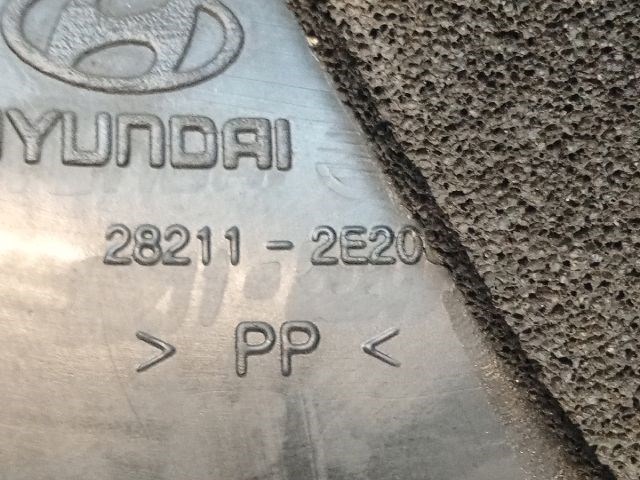 HYUNDAI
28211-2E20
> PP <